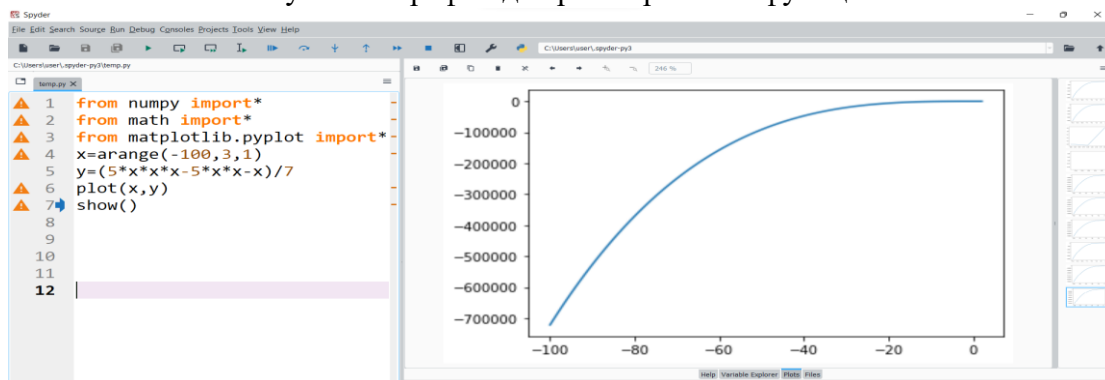 Spyder
File Edit Search Source Run Debug Consoles Projects Tools View Help
C:\Users\user\.spyder-py3
C:\Users\user\.spyder-py3\temp.py
246 %
temp.py
1 from numpy import*
2 from math import*
3 from matplotlib.pyplot import*
4 x=arange(-100,3,1)
5 y=(5*x*x*x-5*x*x-x)/7
6 plot(x,y)
7 show()
8
9
10
11
12
0
−100000
−200000
−300000
−400000
−500000
−600000
−700000
−100 −80 −60 −40 −20 0
Help Variable Explorer Plots Files